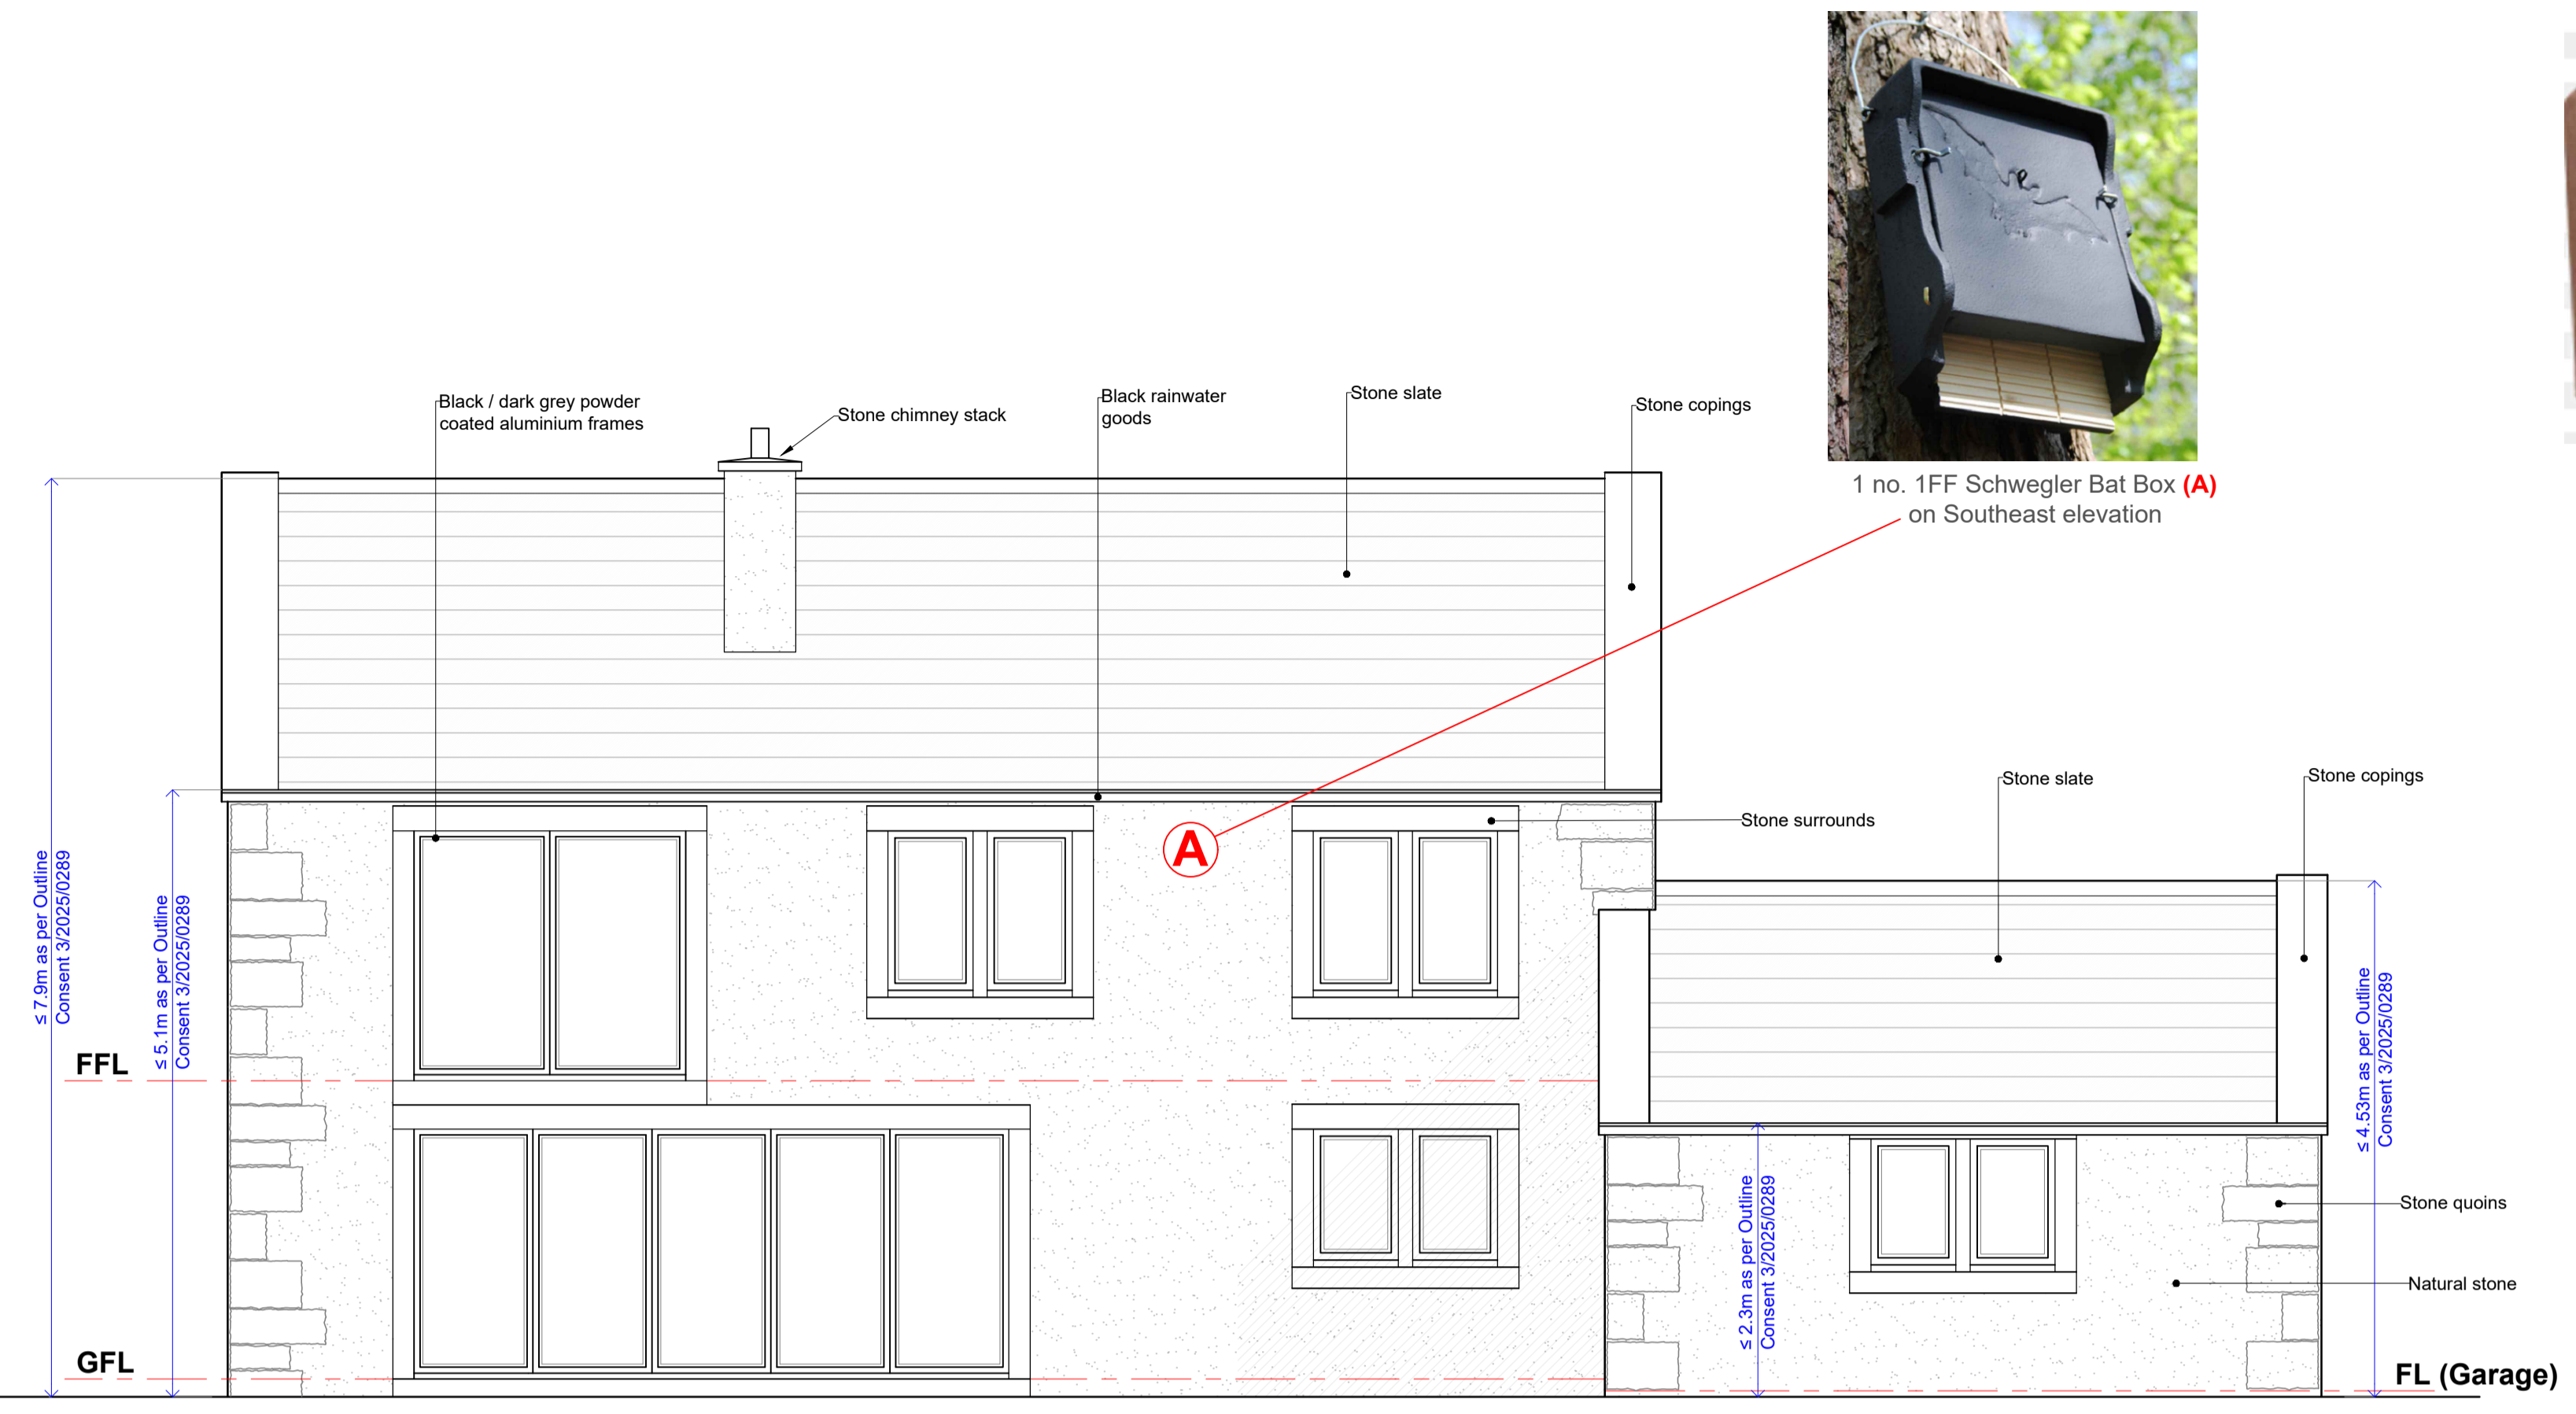 1 no. 1FF Schwegler Bat Box (A)
on Southeast elevation
Black / dark grey powder
coated aluminium frames
Stone chimney stack
Black rainwater
goods
Stone slate
Stone copings
A
Stone surrounds
Stone slate
Stone copings
≤ 7.9m as per Outline
Consent 3/2025/0289
≤ 5.1m as per Outline
Consent 3/2025/0289
≤ 2.3m as per Outline
Consent 3/2025/0289
≤ 4.53m as per Outline
Consent 3/2025/0289
FFL
Stone quoins
Natural stone
GFL
FL (Garage)